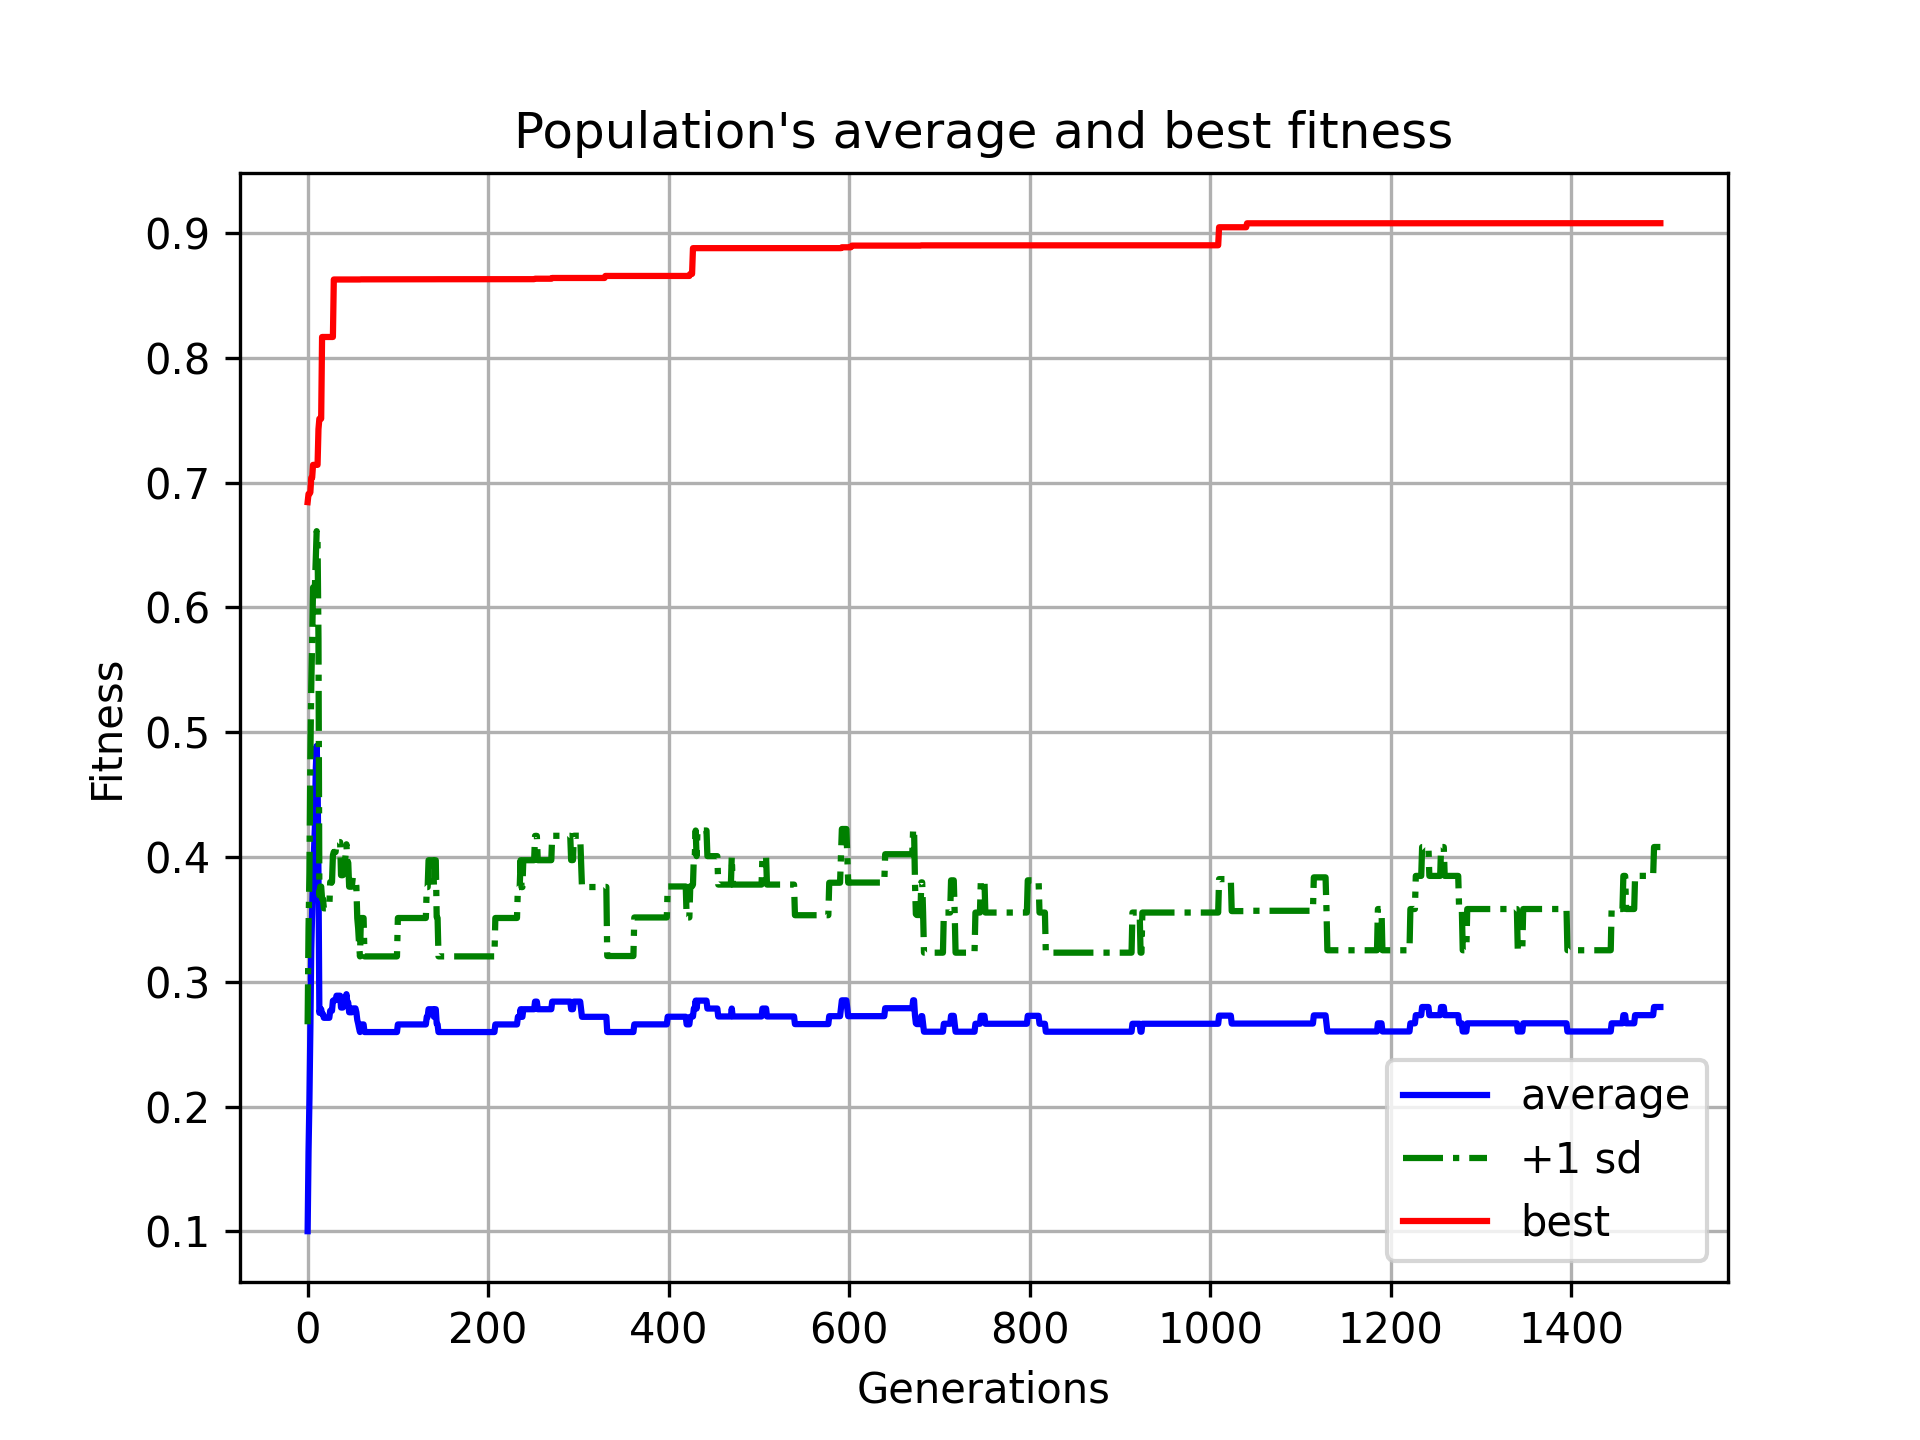 Population's average and best fitness
Fitness
0.9
0.8
0.7
0.6
0.5
0.4
0.3
0.2
0.1
0 200 400 600 800 1000 1200 1400
Generations
average
+1 sd
best